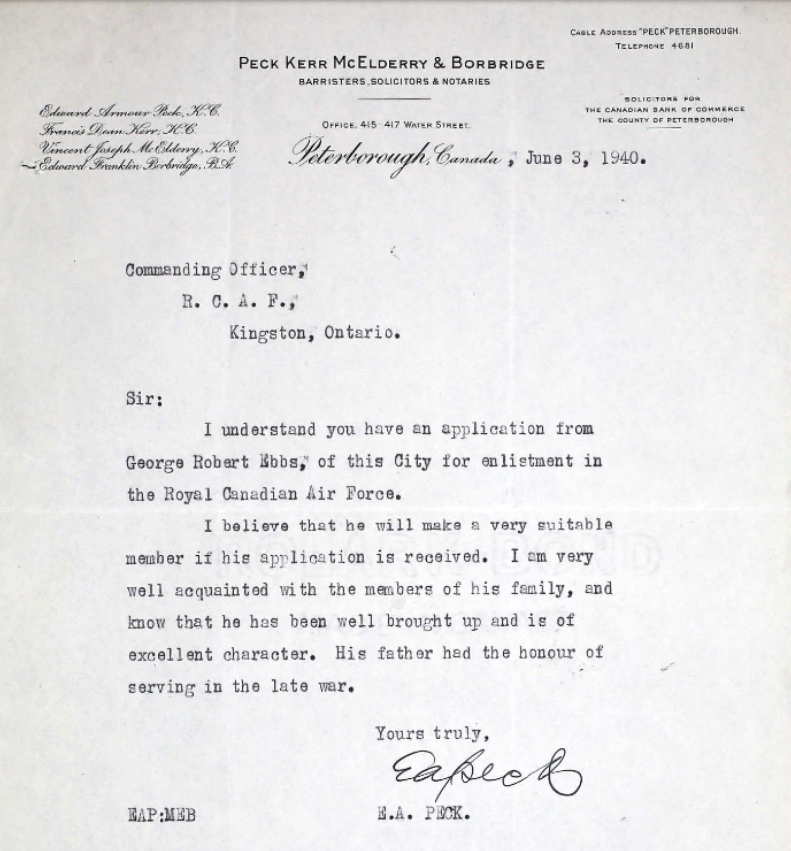 CABLE ADDRESS "PECK" PETERBOROUGH.
TELEPHONE 4681
PECK KERR MCELDERRY & BORBRIDGE
BARRISTERS, SOLICITORS & NOTARIES
SOLICITORS FOR
THE CANADIAN BANK OF COMMERCE
THE COUNTY OF PETERBOROUGH
Edward Armour Peck, K.C.
Francis Dean Kerr, K.C.
Vincent Joseph McElderry, K.C.
Edward Franklin Borbridge, B.A.
OFFICE, 415-417 WATER STREET.
Peterborough, Canada, June 3, 1940.
Commanding Officer,
R. C. A. F.,
Kingston, Ontario.
Sir:
I understand you have an application from
George Robert Ebbs, of this City for enlistment in
the Royal Canadian Air Force.
I believe that he will make a very suitable
member if his application is received. I am very
well acquainted with the members of his family, and
know that he has been well brought up and is of
excellent character. His father had the honour of
serving in the late war.
Yours truly,
EAPeck
EAP:MEB
E.A. PECK.